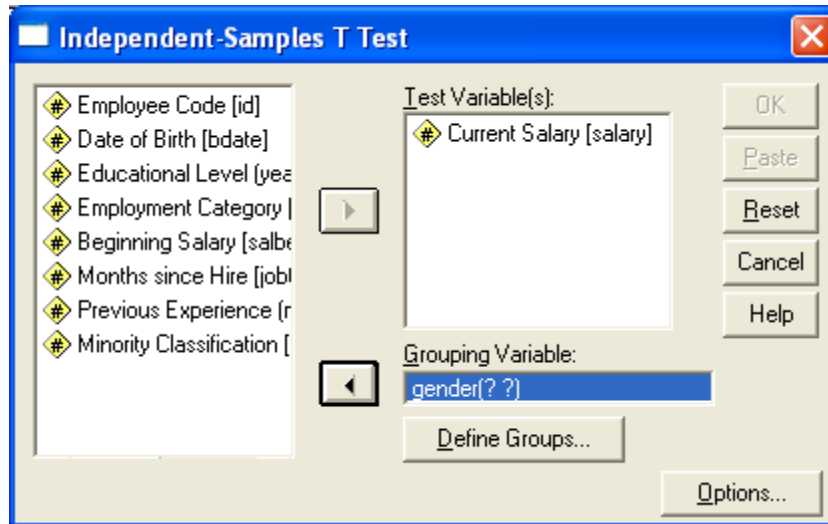 Independent-Samples T Test
Employee Code [id]
Date of Birth [bdate]
Educational Level (yea
Employment Category [
Beginning Salary [salbe
Months since Hire [job
Previous Experience (
Minority Classification [
Test Variable(s):
Current Salary [salary]
Grouping Variable:
gender(? ?)
Define Groups...
OK
Paste
Reset
Cancel
Help
Options...